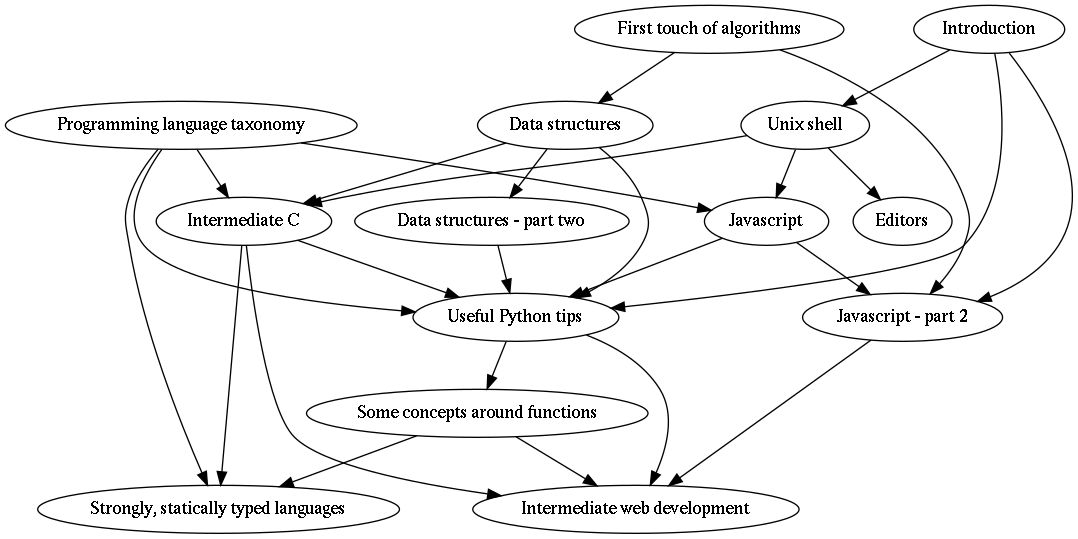 First touch of algorithms
Introduction
Programming language taxonomy
Data structures
Unix shell
Intermediate C
Data structures - part two
Javascript
Editors
Useful Python tips
Javascript - part 2
Some concepts around functions
Strongly, statically typed languages
Intermediate web development